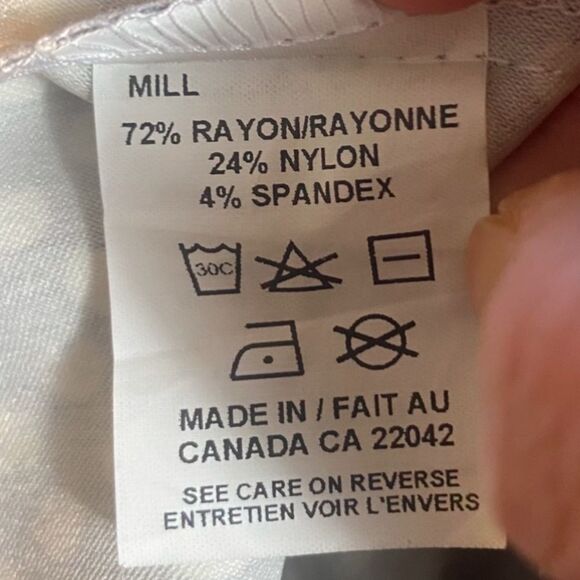 MILL
72% RAYON/RAYONNE
24% NYLON
4% SPANDEX
30C
MADE IN / FAIT AU
CANADA CA 22042
SEE CARE ON REVERSE
ENTRETIEN VOIR L'ENVERS